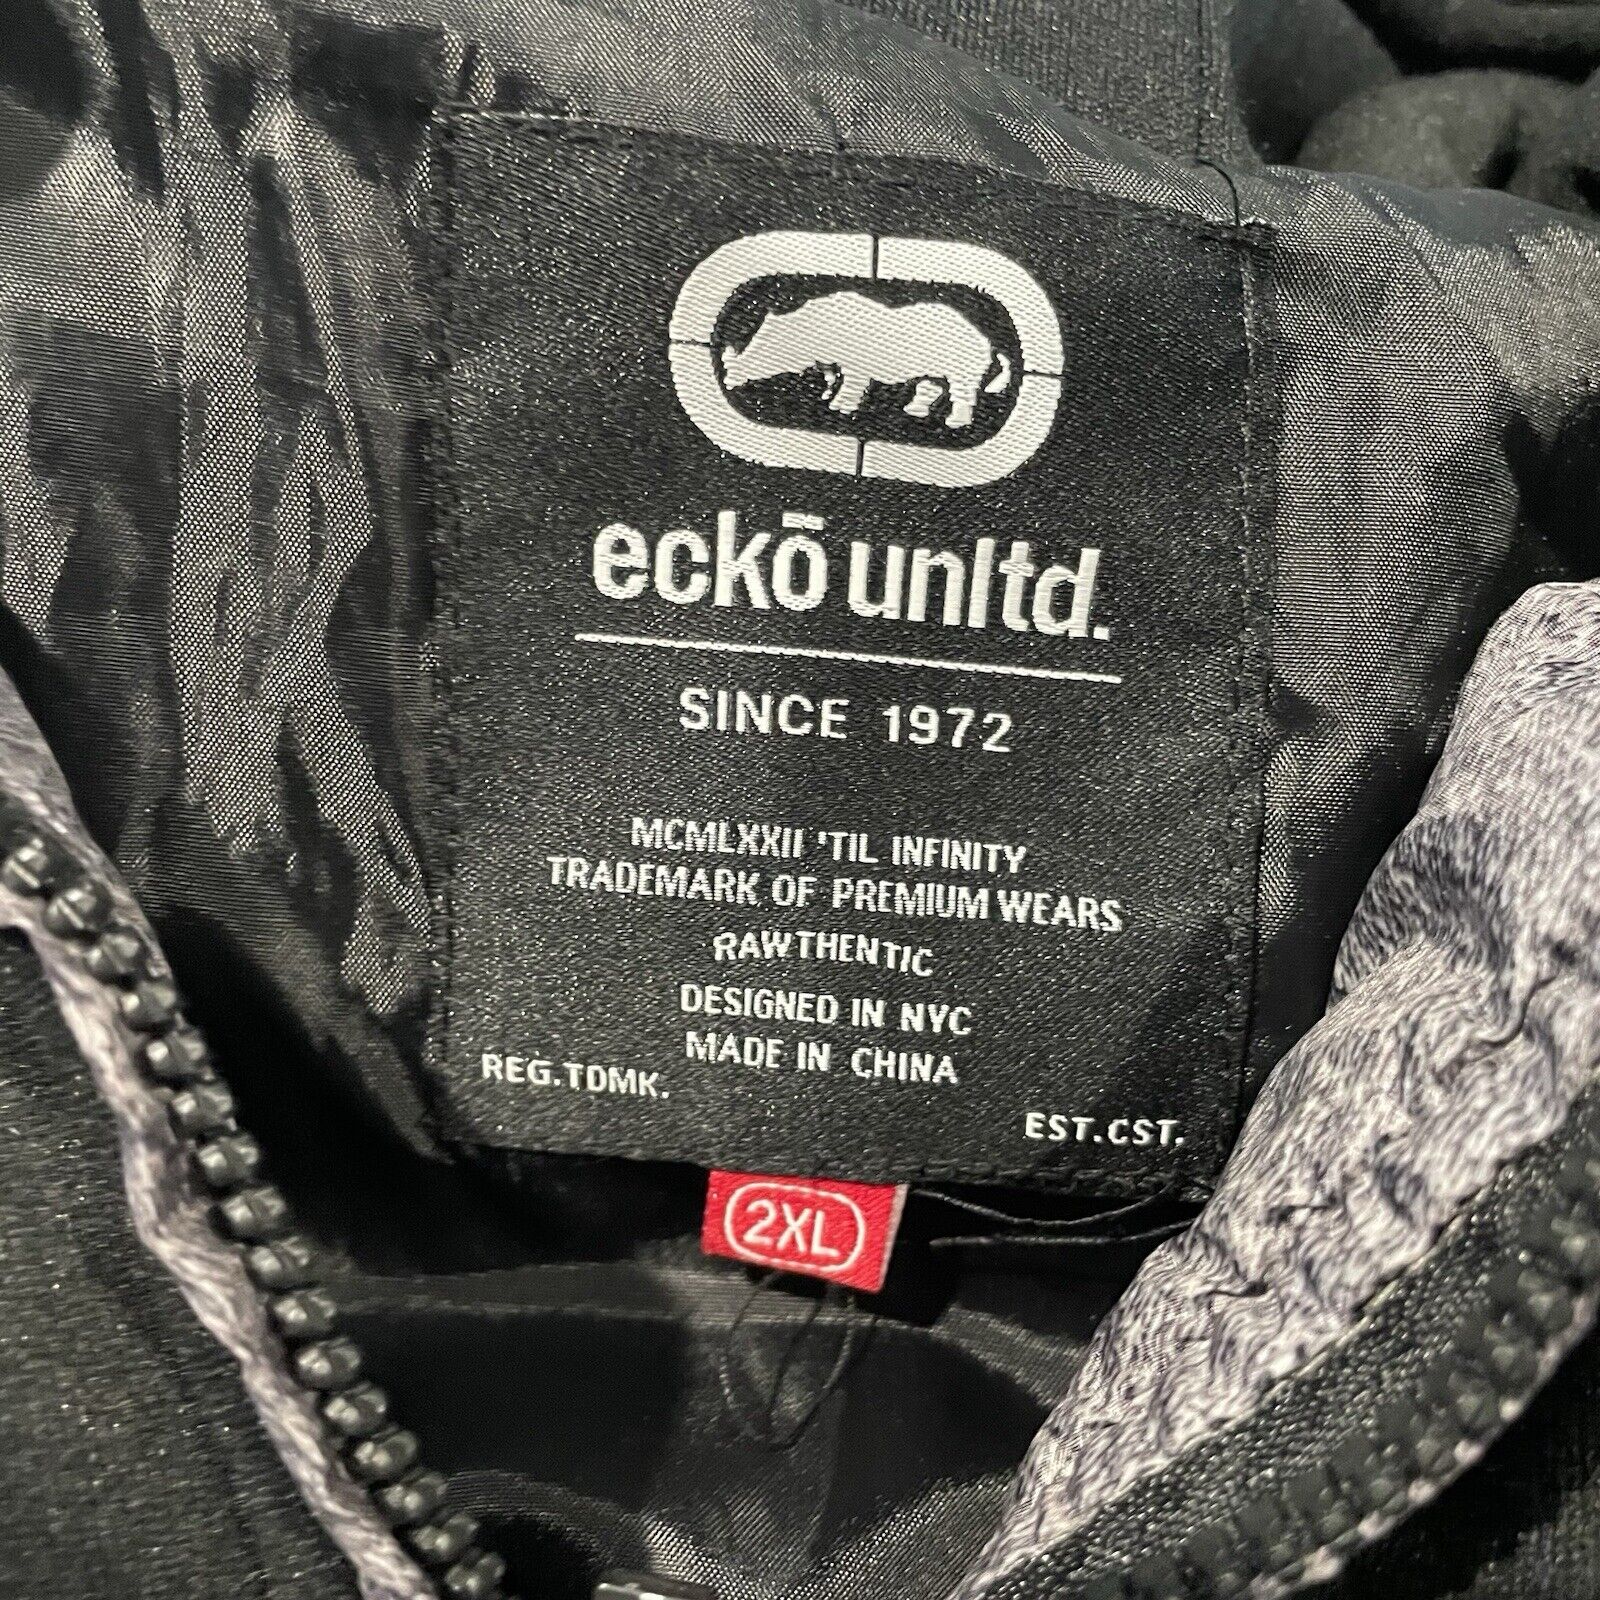 eckō unltd.
SINCE 1972
MCMLXXII 'TIL INFINITY
TRADEMARK OF PREMIUM WEARS
RAWTHENTIC
DESIGNED IN NYC
MADE IN CHINA
REG.TDMK.
EST.CST.
2XL